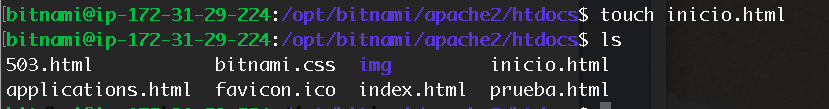 [bitnami@ip-172-31-29-224:/opt/bitnami/apache2/htdocs$ touch inicio.html
[bitnami@ip-172-31-29-224:/opt/bitnami/apache2/htdocs$ ls
503.html bitnami.css img inicio.html
applications.html favicon.ico index.html prueba.html